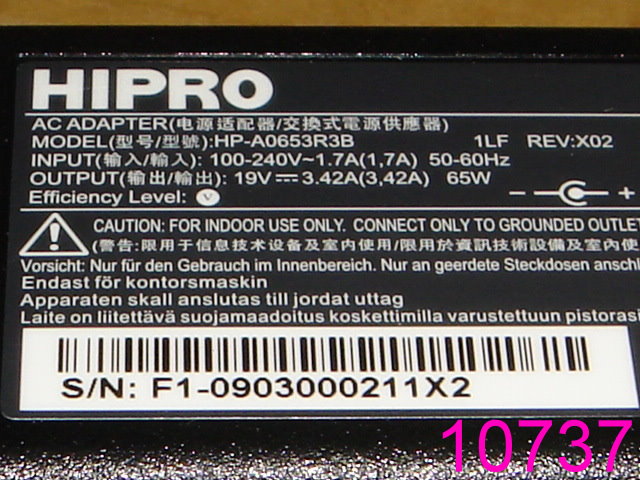 HIPRO
AC ADAPTER(电源适配器/交換式電源供應器)
MODEL(型号/型號):HP-A0653R3B 1LF REV:X02
INPUT(输入/輸入): 100-240V~1.7A(1,7A) 50-60Hz
OUTPUT(输出/輸出): 19V⎓3.42A(3,42A) 65W
Efficiency Level: V
− +
CAUTION: FOR INDOOR USE ONLY. CONNECT ONLY TO GROUNDED OUTLE
(警告:限用于信息技术设备及室内使用/限用於資訊技術設備及室內使
Vorsicht: Nur für den Gebrauch im Innenbereich. Nur an geerdete Steckdosen anschl
Endast för kontorsmaskin
Apparaten skall anslutas till jordat uttag
Laite on liitettävä suojamaadoitus koskettimilla varustettuun pistorasi
S/N: F1-0903000211X2
10737